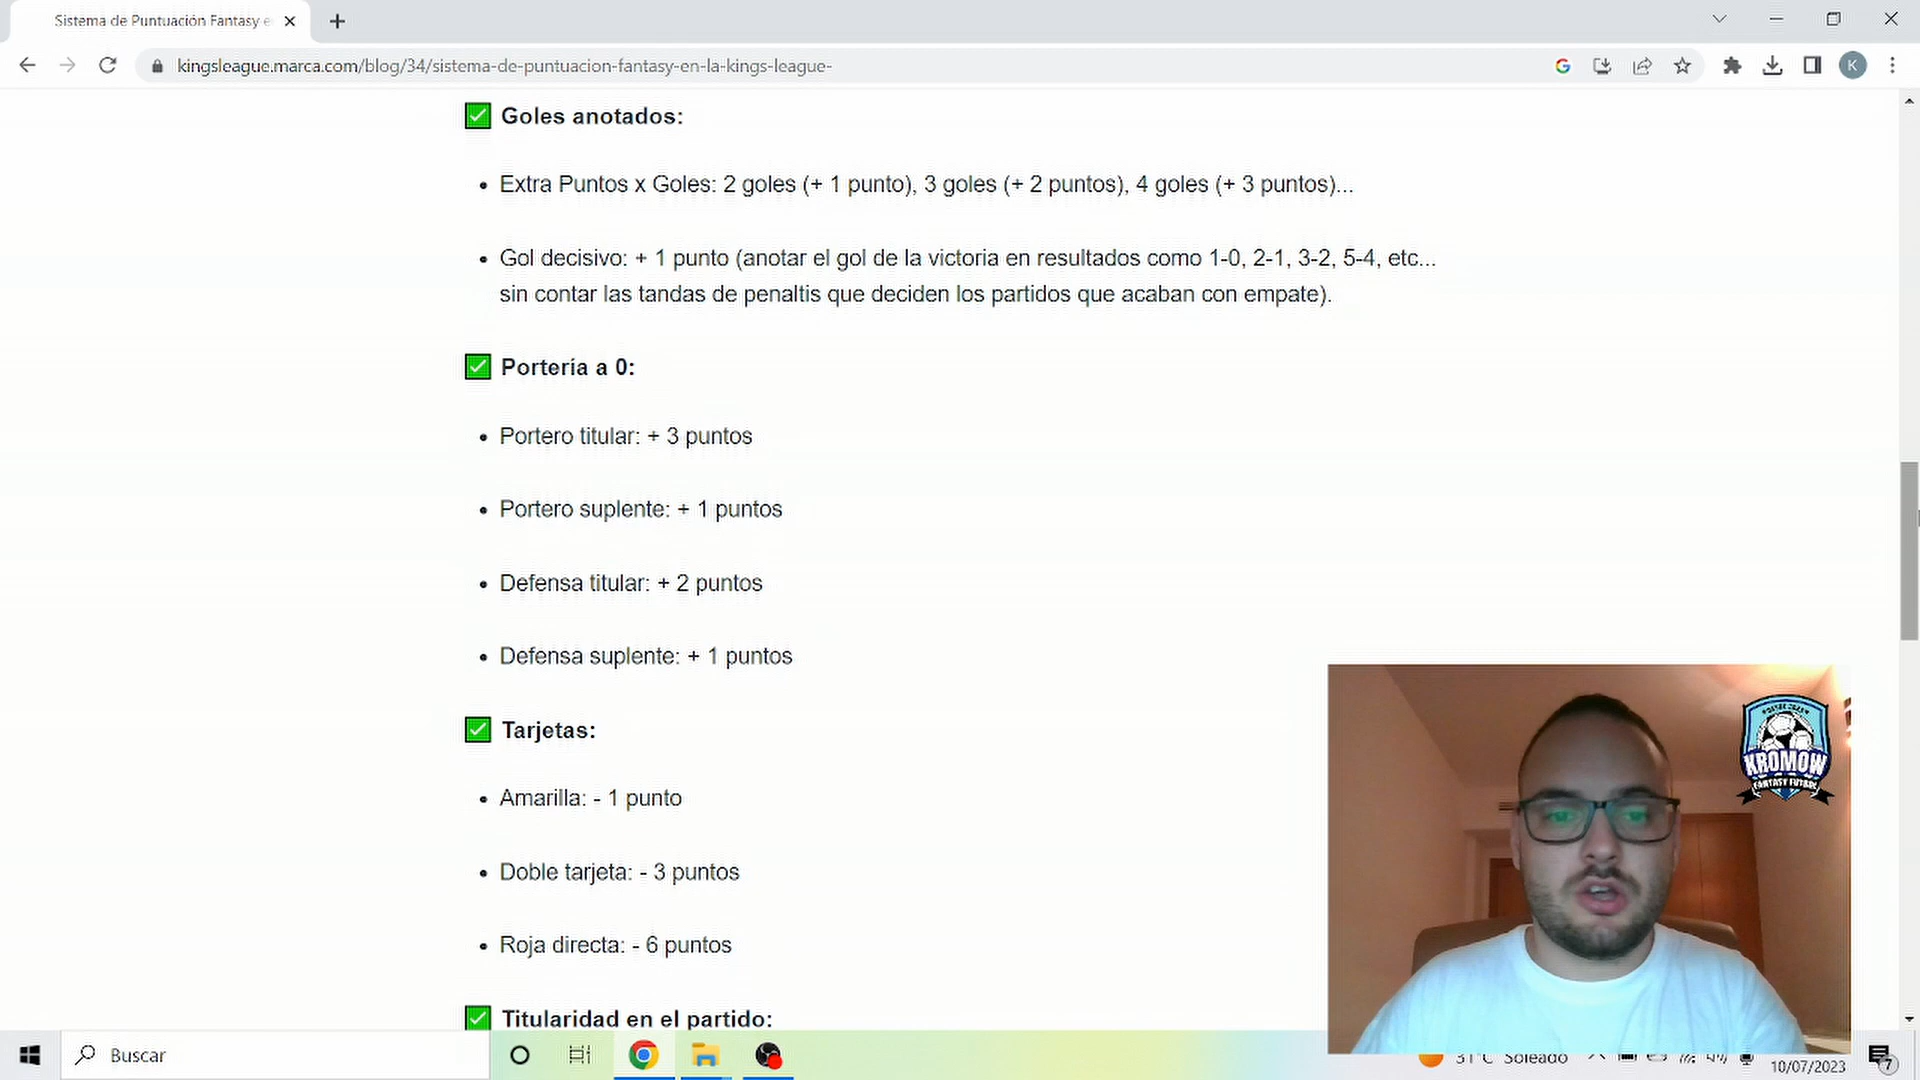 Sistema de Puntuación Fantasy e
kingsleague.marca.com/blog/34/sistema-de-puntuacion-fantasy-en-la-kings-league-
K
Goles anotados:
Extra Puntos x Goles: 2 goles (+ 1 punto), 3 goles (+ 2 puntos), 4 goles (+ 3 puntos)...
Gol decisivo: + 1 punto (anotar el gol de la victoria en resultados como 1-0, 2-1, 3-2, 5-4, etc...
sin contar las tandas de penaltis que deciden los partidos que acaban con empate).
Portería a 0:
Portero titular: + 3 puntos
Portero suplente: + 1 puntos
Defensa titular: + 2 puntos
Defensa suplente: + 1 puntos
Tarjetas:
Amarilla: - 1 punto
Doble tarjeta: - 3 puntos
Roja directa: - 6 puntos
KROMOW
FANTASY FUTBOL
Titularidad en el partido:
Buscar
31°C Soleado
10/07/2023
7